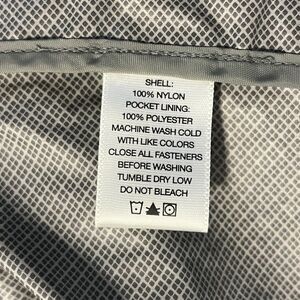 SHELL:
100% NYLON
POCKET LINING:
100% POLYESTER
MACHINE WASH COLD
WITH LIKE COLORS
CLOSE ALL FASTENERS
BEFORE WASHING
TUMBLE DRY LOW
DO NOT BLEACH